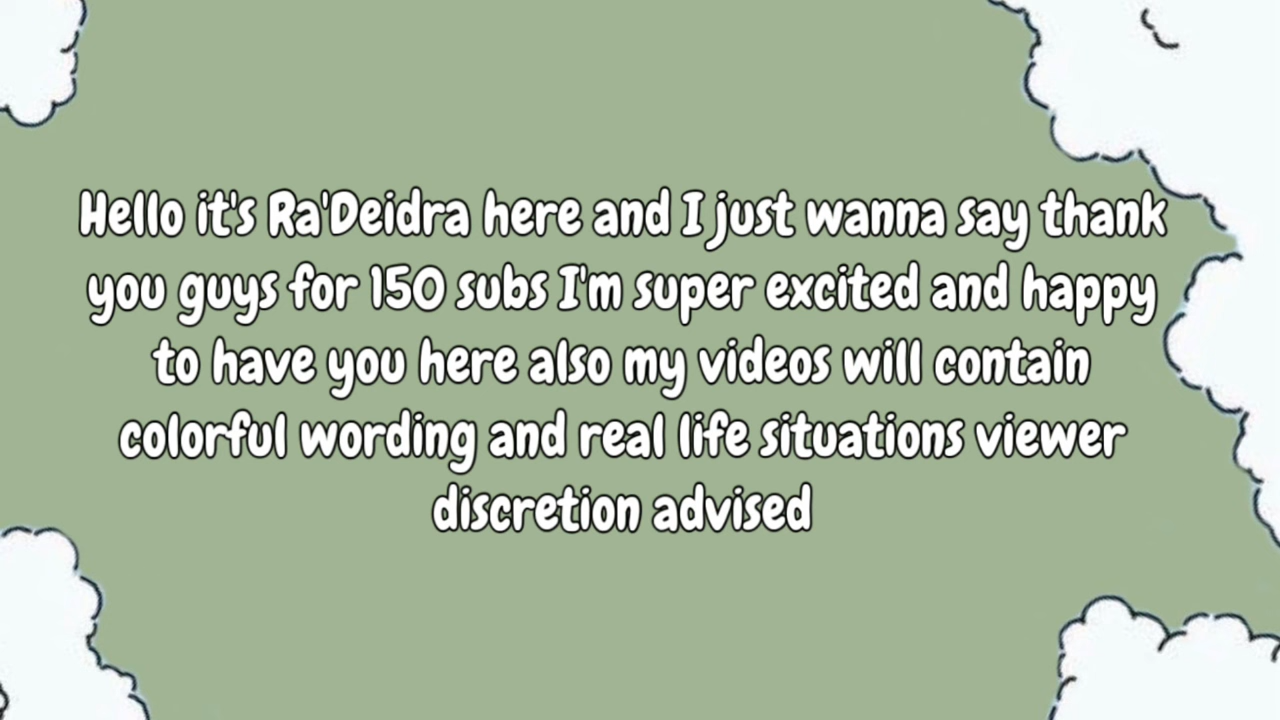 Hello it's Ra'Deidra here and I just wanna say thank
you guys for 150 subs I'm super excited and happy
to have you here also my videos will contain
colorful wording and real life situations viewer
discretion advised